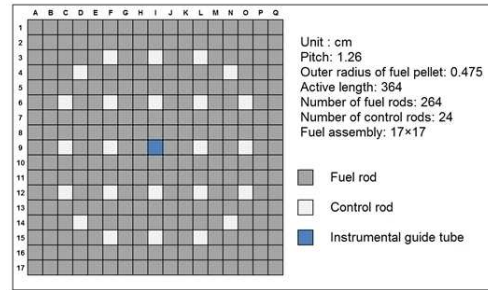 A B C D E F G H I J K L M N O P Q
1
2
3
4
5
6
7
8
9
10
11
12
13
14
15
16
17
Unit : cm
Pitch: 1.26
Outer radius of fuel pellet: 0.475
Active length: 364
Number of fuel rods: 264
Number of control rods: 24
Fuel assembly: 17×17
Fuel rod
Control rod
Instrumental guide tube